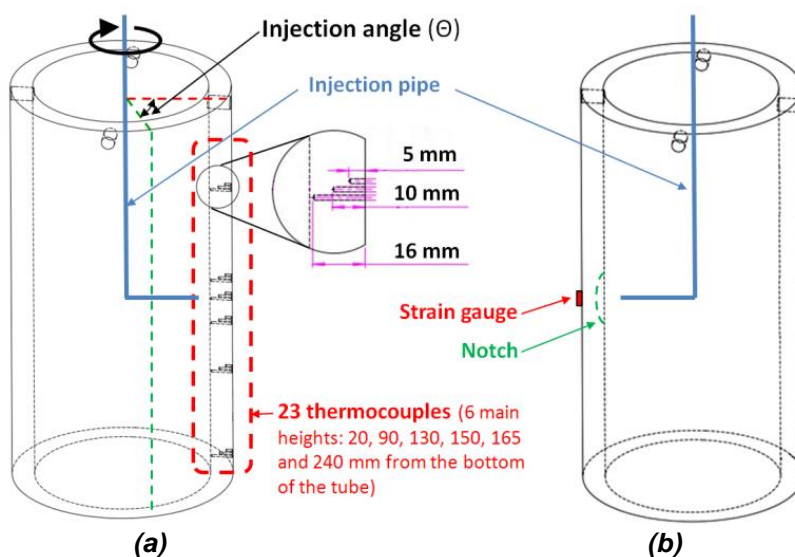 Injection angle (Θ)
Injection pipe
5 mm
10 mm
16 mm
Strain gauge
Notch
23 thermocouples (6 main
heights: 20, 90, 130, 150, 165
and 240 mm from the bottom
of the tube)
(a)
(b)